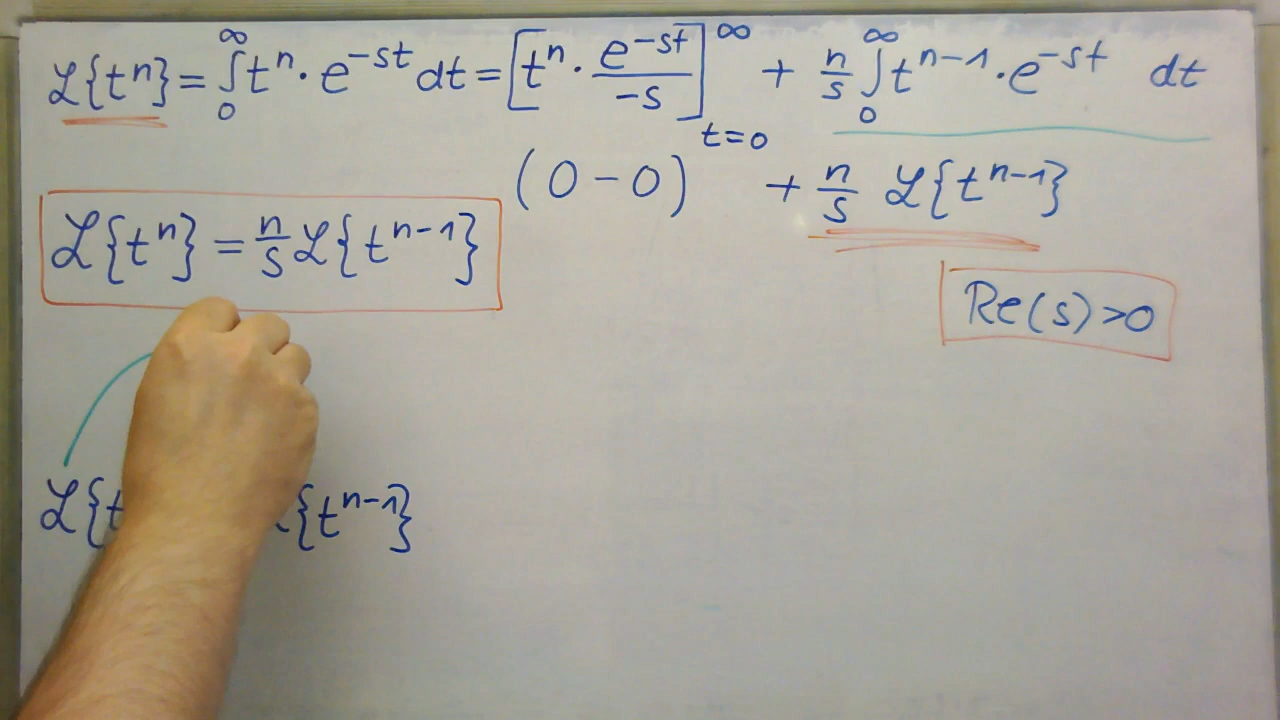 ℒ{tⁿ} = ∫₀^∞ tⁿ · e^(-st) dt = [tⁿ · e^(-st)/-s]_(t=0)^∞ + n/s ∫₀^∞ t^(n-1) · e^(-st) dt
(0 - 0) + n/s ℒ{t^(n-1)}
ℒ{tⁿ} = n/s ℒ{t^(n-1)}
Re(s) > 0
ℒ{t {t^(n-1)}